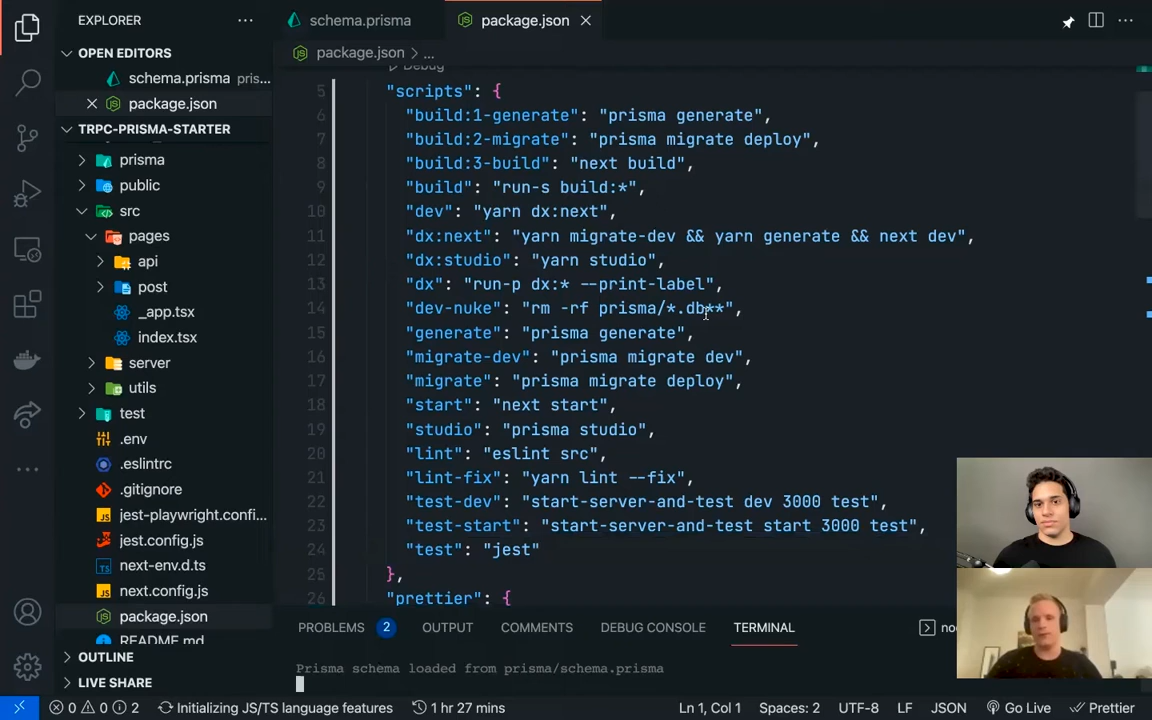 EXPLORER
schema.prisma
package.json
OPEN EDITORS
package.json > ...
schema.prisma pris...
package.json
TRPC-PRISMA-STARTER
prisma
public
src
pages
api
post
_app.tsx
index.tsx
server
utils
test
.env
.eslintrc
.gitignore
jest-playwright.confi...
jest.config.js
next-env.d.ts
next.config.js
package.json
README.md
OUTLINE
LIVE SHARE
Debug
5 "scripts": {
6 "build:1-generate": "prisma generate",
7 "build:2-migrate": "prisma migrate deploy",
8 "build:3-build": "next build",
9 "build": "run-s build:*",
10 "dev": "yarn dx:next",
11 "dx:next": "yarn migrate-dev && yarn generate && next dev",
12 "dx:studio": "yarn studio",
13 "dx": "run-p dx:* --print-label",
14 "dev-nuke": "rm -rf prisma/*.db**",
15 "generate": "prisma generate",
16 "migrate-dev": "prisma migrate dev",
17 "migrate": "prisma migrate deploy",
18 "start": "next start",
19 "studio": "prisma studio",
20 "lint": "eslint src",
21 "lint-fix": "yarn lint --fix",
22 "test-dev": "start-server-and-test dev 3000 test",
23 "test-start": "start-server-and-test start 3000 test",
24 "test": "jest"
25 },
26 "prettier": {
PROBLEMS 2 OUTPUT COMMENTS DEBUG CONSOLE TERMINAL
Prisma schema loaded from prisma/schema.prisma
0 0 2 Initializing JS/TS language features 1 hr 27 mins Ln 1, Col 1 Spaces: 2 UTF-8 LF JSON Go Live Prettier